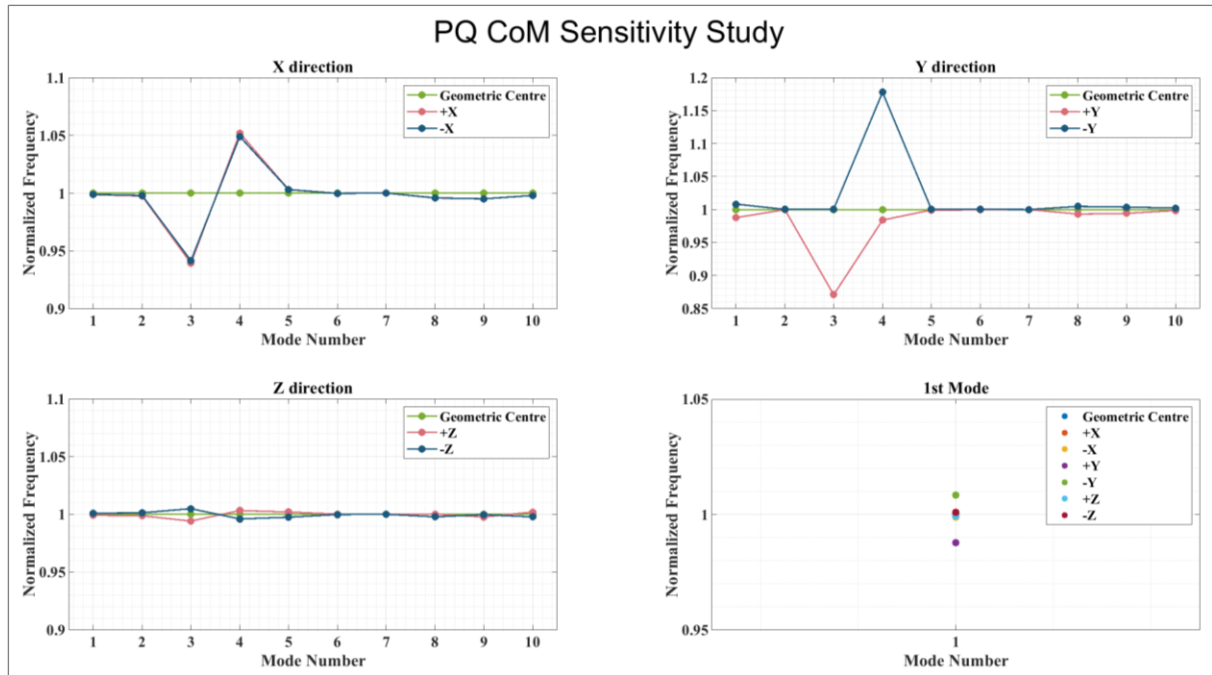 PQ CoM Sensitivity Study
X direction
1.1
1.05
1
0.95
0.9
Normalized Frequency
Geometric Centre
+X
-X
1 2 3 4 5 6 7 8 9 10
Mode Number
Y direction
1.2
1.15
1.1
1.05
1
0.95
0.9
0.85
Normalized Frequency
Geometric Centre
+Y
-Y
1 2 3 4 5 6 7 8 9 10
Mode Number
Z direction
1.1
1.05
1
0.95
0.9
Normalized Frequency
Geometric Centre
+Z
-Z
1 2 3 4 5 6 7 8 9 10
Mode Number
1st Mode
1.05
1
0.95
Normalized Frequency
Geometric Centre
+X
-X
+Y
-Y
+Z
-Z
1
Mode Number